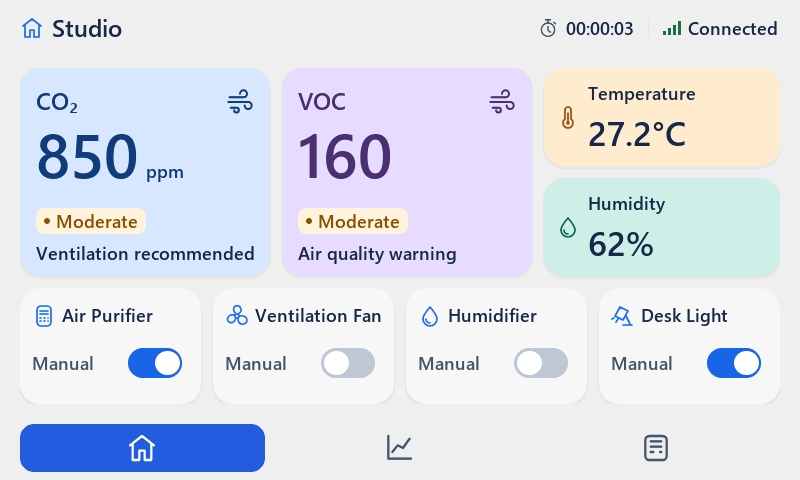 Studio
00:00:03
Connected
CO₂
850 ppm
• Moderate
Ventilation recommended
VOC
160
• Moderate
Air quality warning
Temperature
27.2°C
Humidity
62%
Air Purifier
Manual
Ventilation Fan
Manual
Humidifier
Manual
Desk Light
Manual